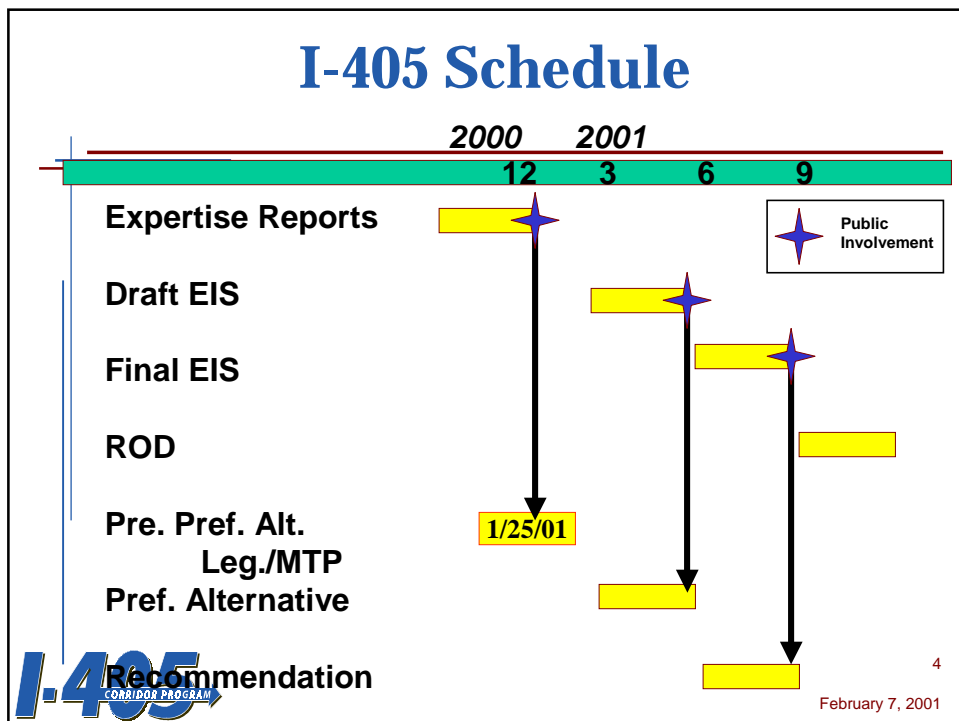 I-405 Schedule
2000 2001
12 3 6 9
Expertise Reports
Public
Involvement
Draft EIS
Final EIS
ROD
Pre. Pref. Alt.
1/25/01
Leg./MTP
Pref. Alternative
Recommendation
I-405
CORRIDOR PROGRAM
4
February 7, 2001